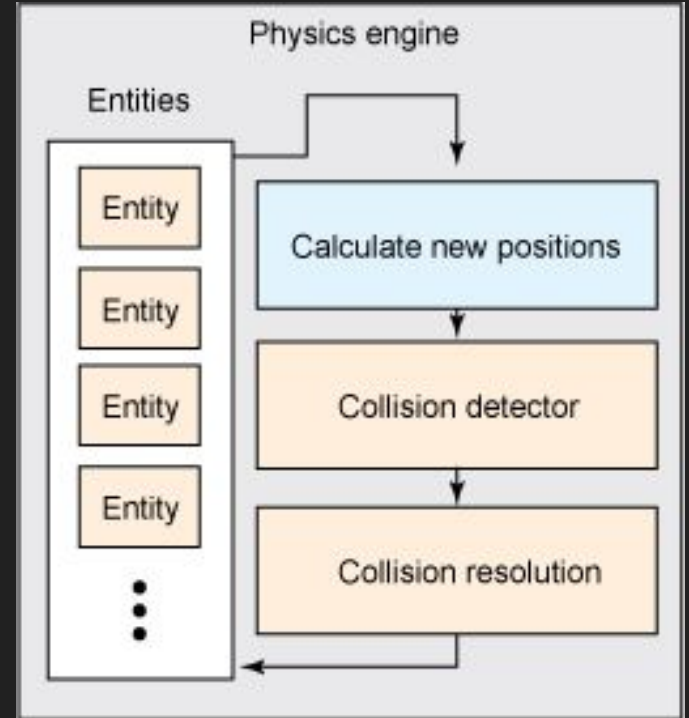 Physics engine
Entities
Entity
Entity
Entity
Entity
Calculate new positions
Collision detector
Collision resolution